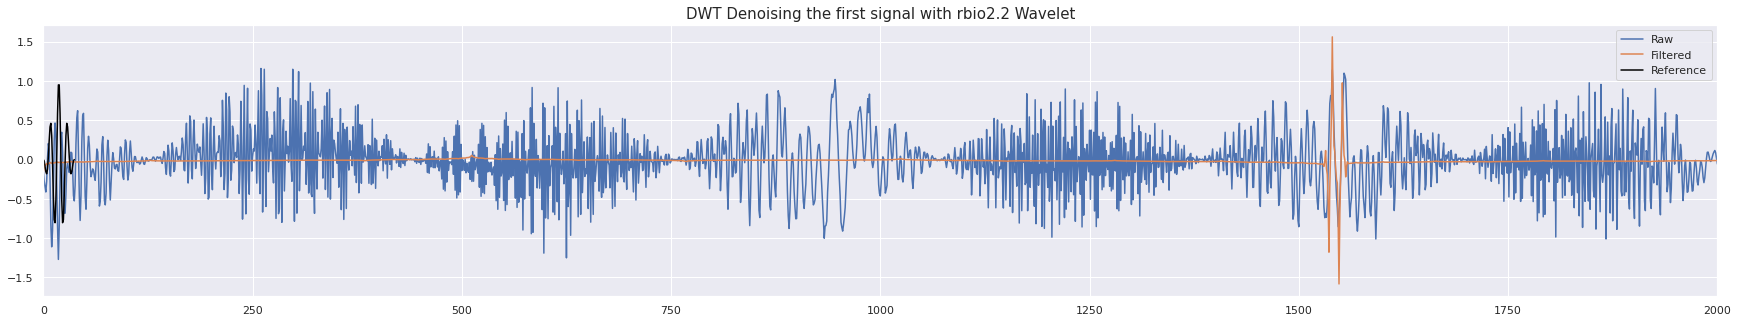 DWT Denoising the first signal with rbio2.2 Wavelet
1.5
1.0
0.5
0.0
−0.5
−1.0
−1.5
Raw
Filtered
Reference
0 250 500 750 1000 1250 1500 1750 2000